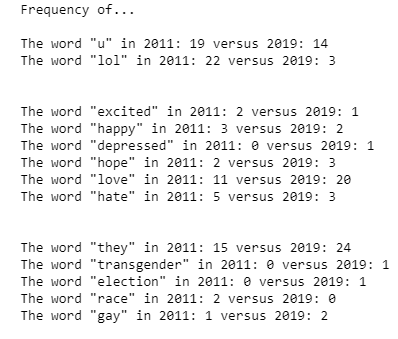 Frequency of...
The word "u" in 2011: 19 versus 2019: 14
The word "lol" in 2011: 22 versus 2019: 3
The word "excited" in 2011: 2 versus 2019: 1
The word "happy" in 2011: 3 versus 2019: 2
The word "depressed" in 2011: 0 versus 2019: 1
The word "hope" in 2011: 2 versus 2019: 3
The word "love" in 2011: 11 versus 2019: 20
The word "hate" in 2011: 5 versus 2019: 3
The word "they" in 2011: 15 versus 2019: 24
The word "transgender" in 2011: 0 versus 2019: 1
The word "election" in 2011: 0 versus 2019: 1
The word "race" in 2011: 2 versus 2019: 0
The word "gay" in 2011: 1 versus 2019: 2